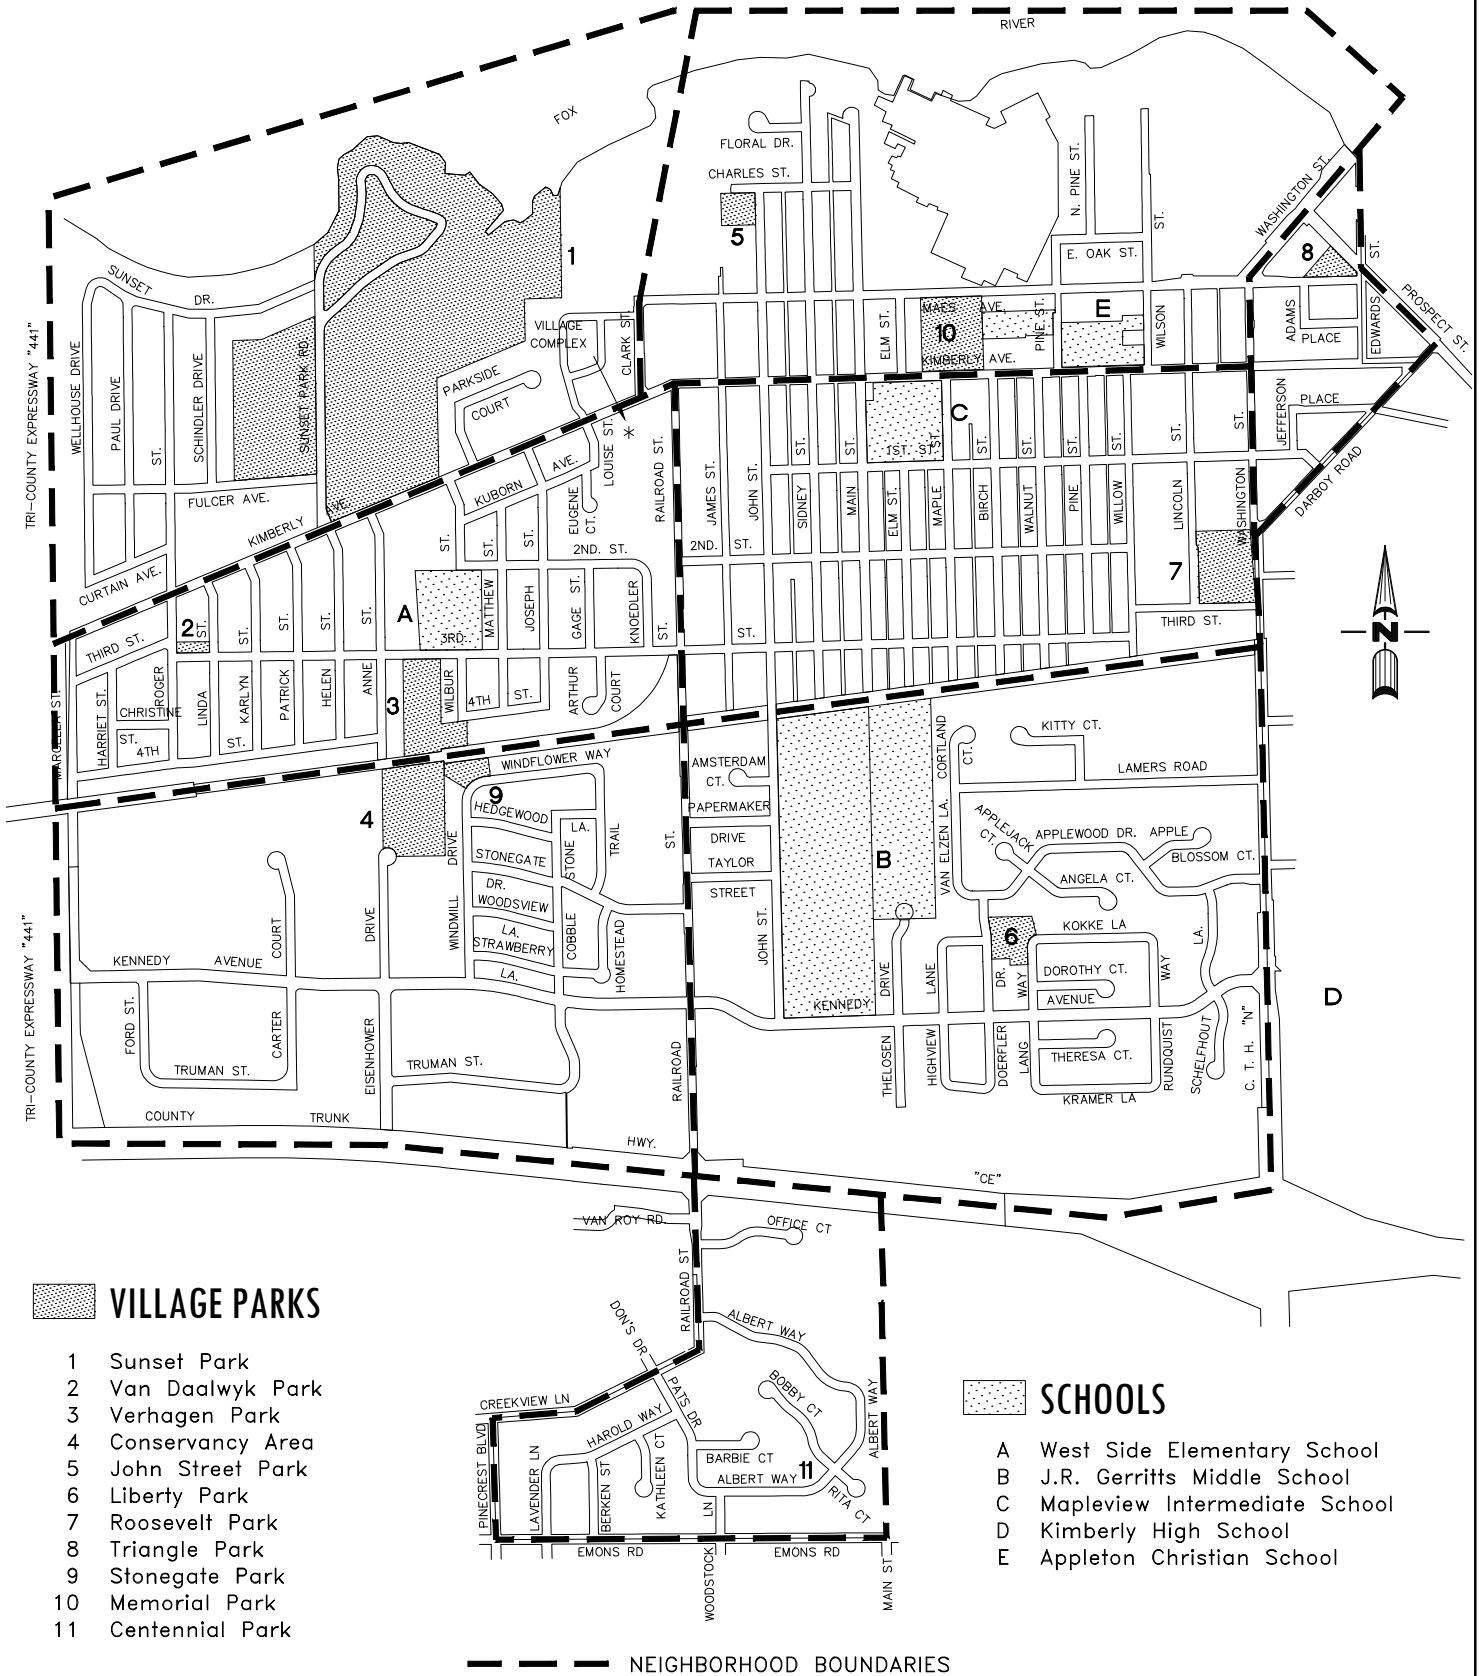 RIVER
FOX
FLORAL DR.
CHARLES ST.
5
N. PINE ST.
ST.
WASHINGTON ST.
E. OAK ST.
8
ST.
PROSPECT ST.
1
SUNSET
DR.
VILLAGE
COMPLEX
CLARK ST.
MAES AVE.
10
E
PINE ST.
ELM ST.
KIMBERLY AVE.
WILSON
ADAMS
PLACE
EDWARDS
TRI-COUNTY EXPRESSWAY "441"
WELLHOUSE DRIVE
PAUL DRIVE
ST.
SCHINDLER DRIVE
SUNSET PARK RD.
PARKSIDE
COURT
LOUISE ST.
*
RAILROAD ST.
JAMES ST.
JOHN ST.
ST.
SIDNEY
MAIN
C
1ST. ST.
ST.
ELM ST.
MAPLE
ST.
BIRCH
ST.
WALNUT
ST.
PINE
ST.
WILLOW
ST.
LINCOLN
ST.
WASHINGTON
JEFFERSON
PLACE
DARBOY ROAD
FULCER AVE.
KIMBERLY
AVE.
KUBORN
AVE.
EUGENE
CT.
2ND. ST.
2ND. ST.
CURTAIN AVE.
ST.
ST.
ST.
7
N
THIRD ST.
2
ST.
ST.
ST.
ST.
ST.
A
3RD.
MATTHEW
JOSEPH
GAGE ST.
KNOEDLER
ST.
ST.
THIRD ST.
MARCELLA ST.
HARRIET ST.
CHRISTINE
ST.
ROGER
4TH
ST.
LINDA
KARLYN
PATRICK
HELEN
ANNE
3
WILBUR
4TH
ST.
ARTHUR
COURT
WINDFLOWER WAY
AMSTERDAM
CT.
PAPERMAKER
DRIVE
TAYLOR
STREET
CORTLAND
CT.
KITTY CT.
LAMERS ROAD
4
9
HEDGEWOOD
LA.
STONEGATE
DR.
WOODSVIEW
LA.
STRAWBERRY
LA.
DRIVE
WINDMILL
STONE
COBBLE
TRAIL
HOMESTEAD
ST.
B
VAN ELZEN LA.
APPLEJACK
CT.
APPLEWOOD DR.
APPLE
BLOSSOM CT.
ANGELA CT.
TRI-COUNTY EXPRESSWAY "441"
KENNEDY
AVENUE
COURT
DRIVE
JOHN ST.
KENNEDY
DRIVE
LANE
6
DR.
WAY
KOKKE LA
DOROTHY CT.
AVENUE
WAY
LA.
D
FORD ST.
CARTER
EISENHOWER
TRUMAN ST.
TRUMAN ST.
RAILROAD
THELOSEN
HIGHVIEW
DOERFLER
LANG
THERESA CT.
RUNDQUIST
SCHELFHOUT
C. T. H. "N"
KRAMER LA
COUNTY
TRUNK
HWY.
"CE"
VAN ROY RD.
OFFICE CT
RAILROAD ST
DON'S DR
ALBERT WAY
CREEKVIEW LN
PATS DR
BOBBY CT
ALBERT WAY
PINECREST BLVD
HAROLD WAY
LAVENDER LN
BERKEN ST
KATHLEEN CT
BARBIE CT
ALBERT WAY
11
RITA CT
LN
WOODSTOCK
EMONS RD
EMONS RD
MAIN ST
VILLAGE PARKS
1 Sunset Park
2 Van Daalwyk Park
3 Verhagen Park
4 Conservancy Area
5 John Street Park
6 Liberty Park
7 Roosevelt Park
8 Triangle Park
9 Stonegate Park
10 Memorial Park
11 Centennial Park
SCHOOLS
A West Side Elementary School
B J.R. Gerritts Middle School
C Mapleview Intermediate School
D Kimberly High School
E Appleton Christian School
NEIGHBORHOOD BOUNDARIES